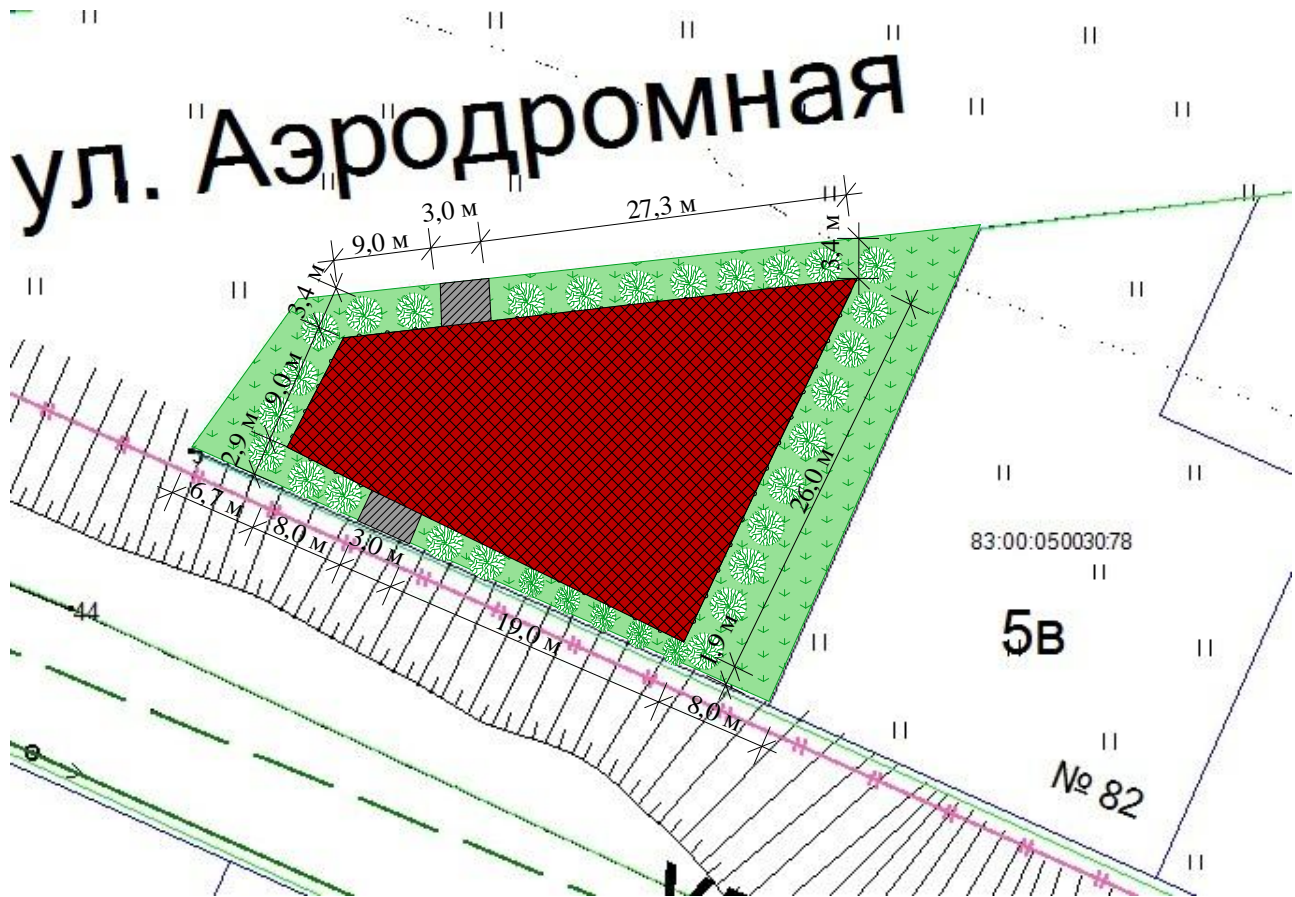 ул. Аэродромная
3,0 м
27,3 м
9,0 м
3,4 м
3,4 м
9,0 м
2,9 м
6,7 м
8,0 м
3,0 м
26,0 м
19,0 м
1,9 м
8,0 м
83:00:050030:78
5в
44
№ 82